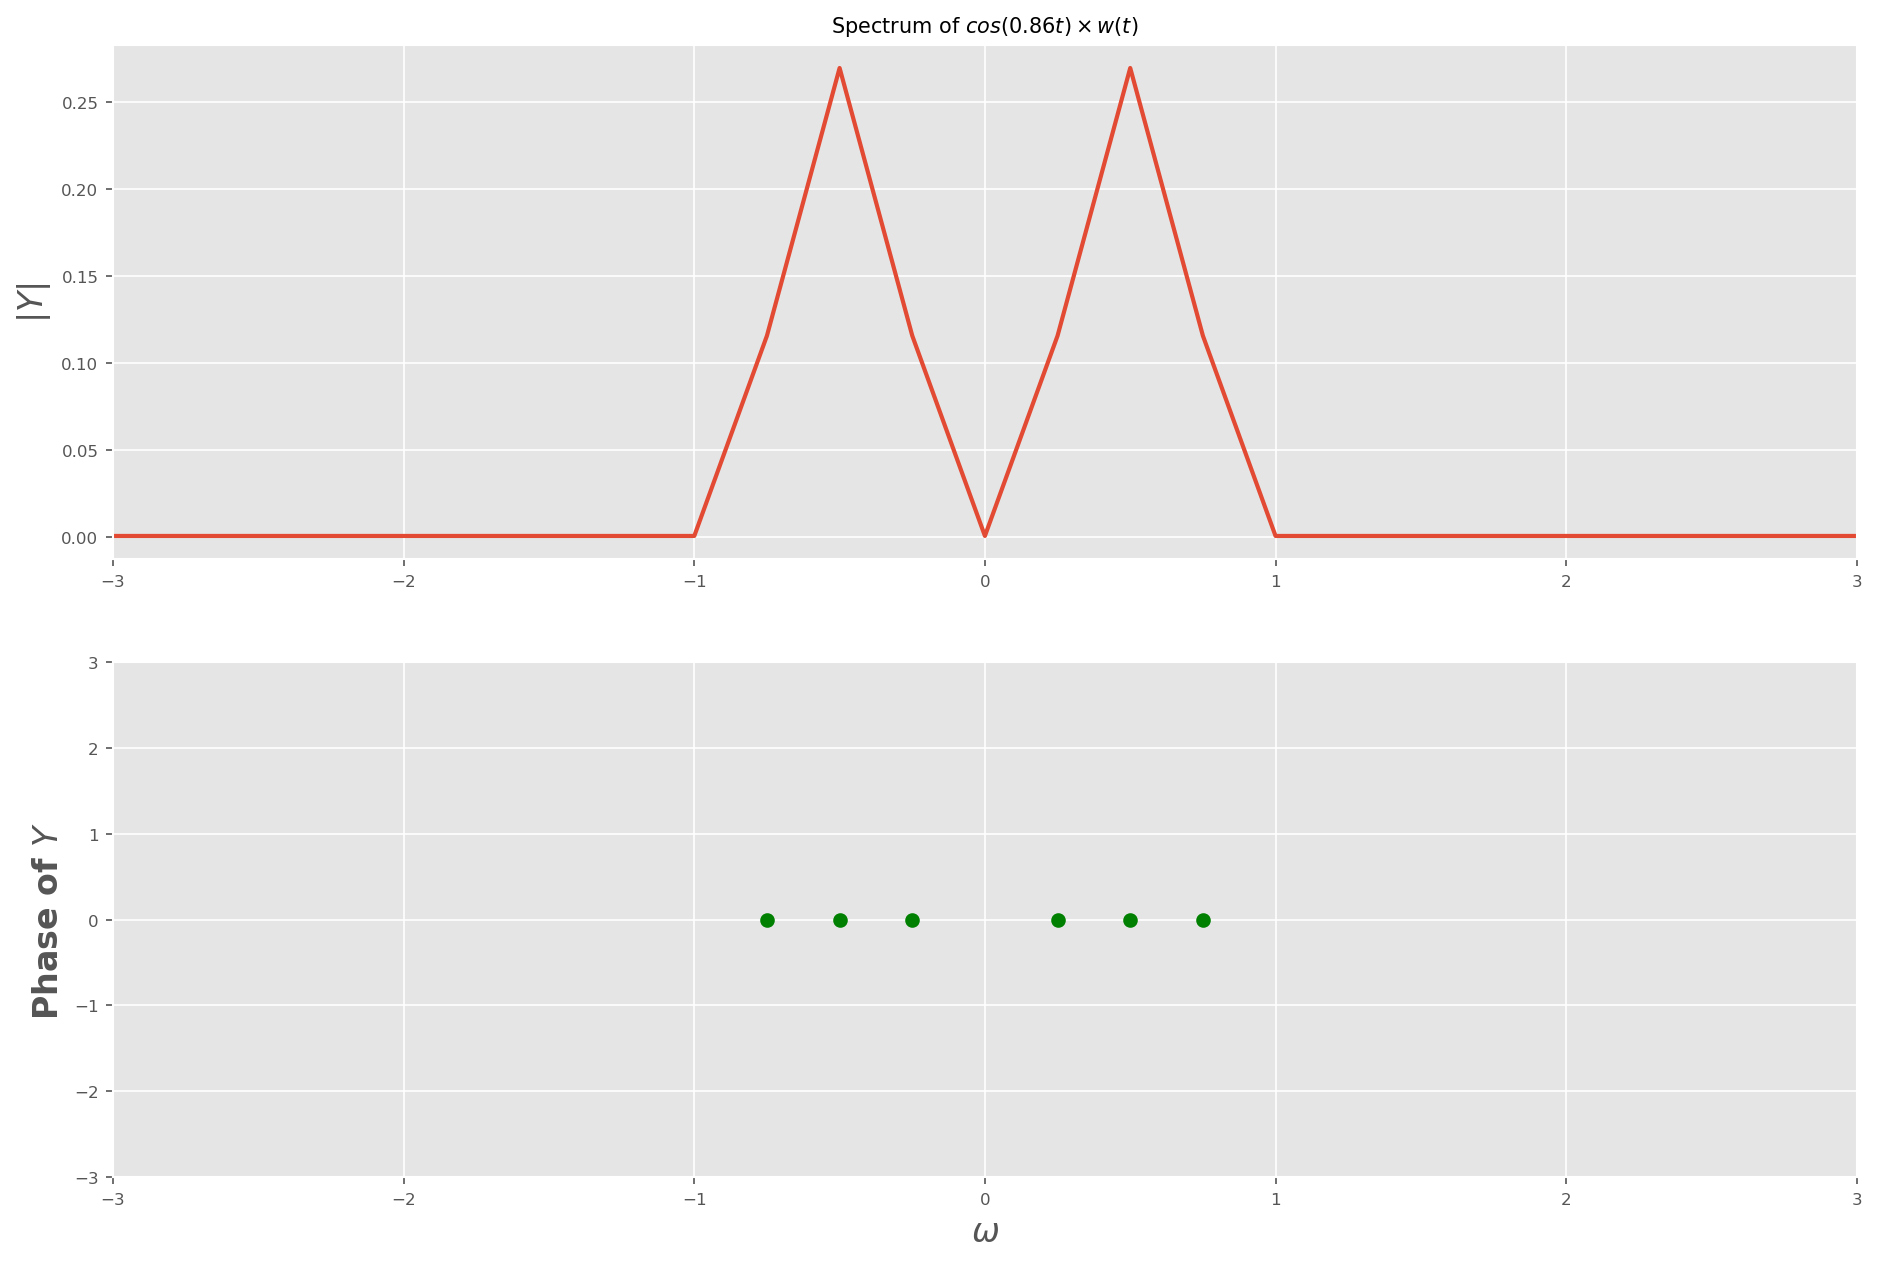 Spectrum of cos(0.86t) × w(t)
|Y|
0.25
0.20
0.15
0.10
0.05
0.00
−3 −2 −1 0 1 2 3
Phase of Y
3
2
1
0
−1
−2
−3
−3 −2 −1 0 1 2 3
ω